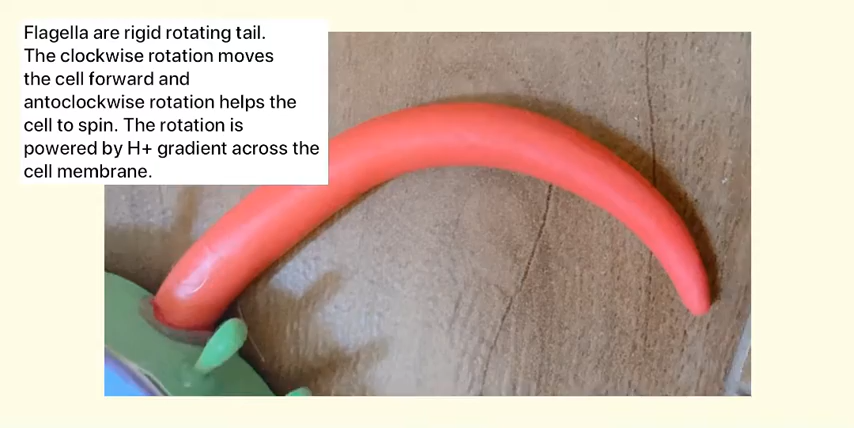 Flagella are rigid rotating tail.
The clockwise rotation moves
the cell forward and
antoclockwise rotation helps the
cell to spin. The rotation is
powered by H+ gradient across the
cell membrane.